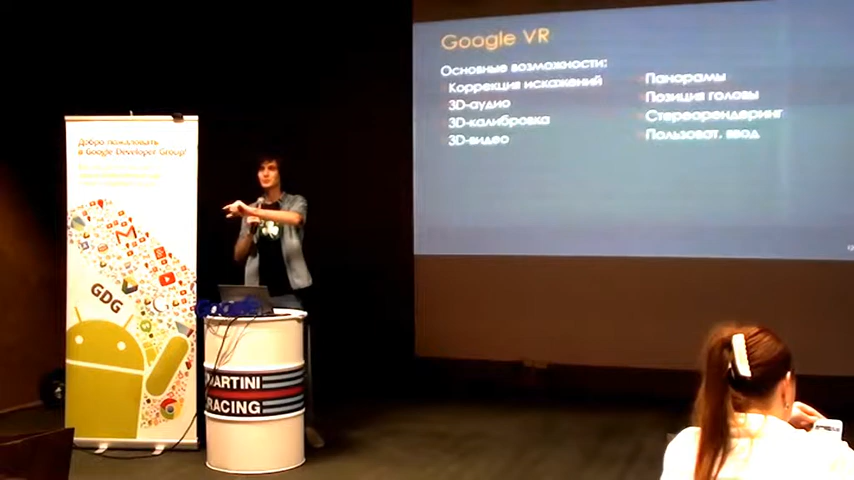 Google VR
Основные возможности:
Коррекция искажений
3D-аудио
3D-калибровка
3D-видео
Панорамы
Позиция головы
Стереорендеринг
Пользоват. ввод
Добро пожаловать
в Google Developer Group!
GDG
Google
MARTINI
RACING